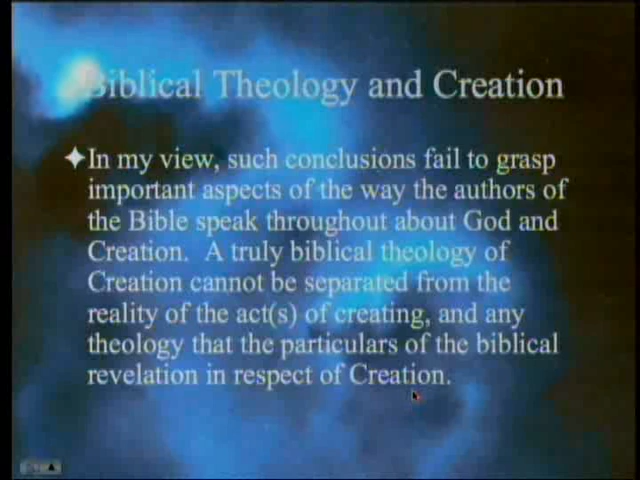 Biblical Theology and Creation
In my view, such conclusions fail to grasp
important aspects of the way the authors of
the Bible speak throughout about God and
Creation. A truly biblical theology of
Creation cannot be separated from the
reality of the act(s) of creating, and any
theology that the particulars of the biblical
revelation in respect of Creation.